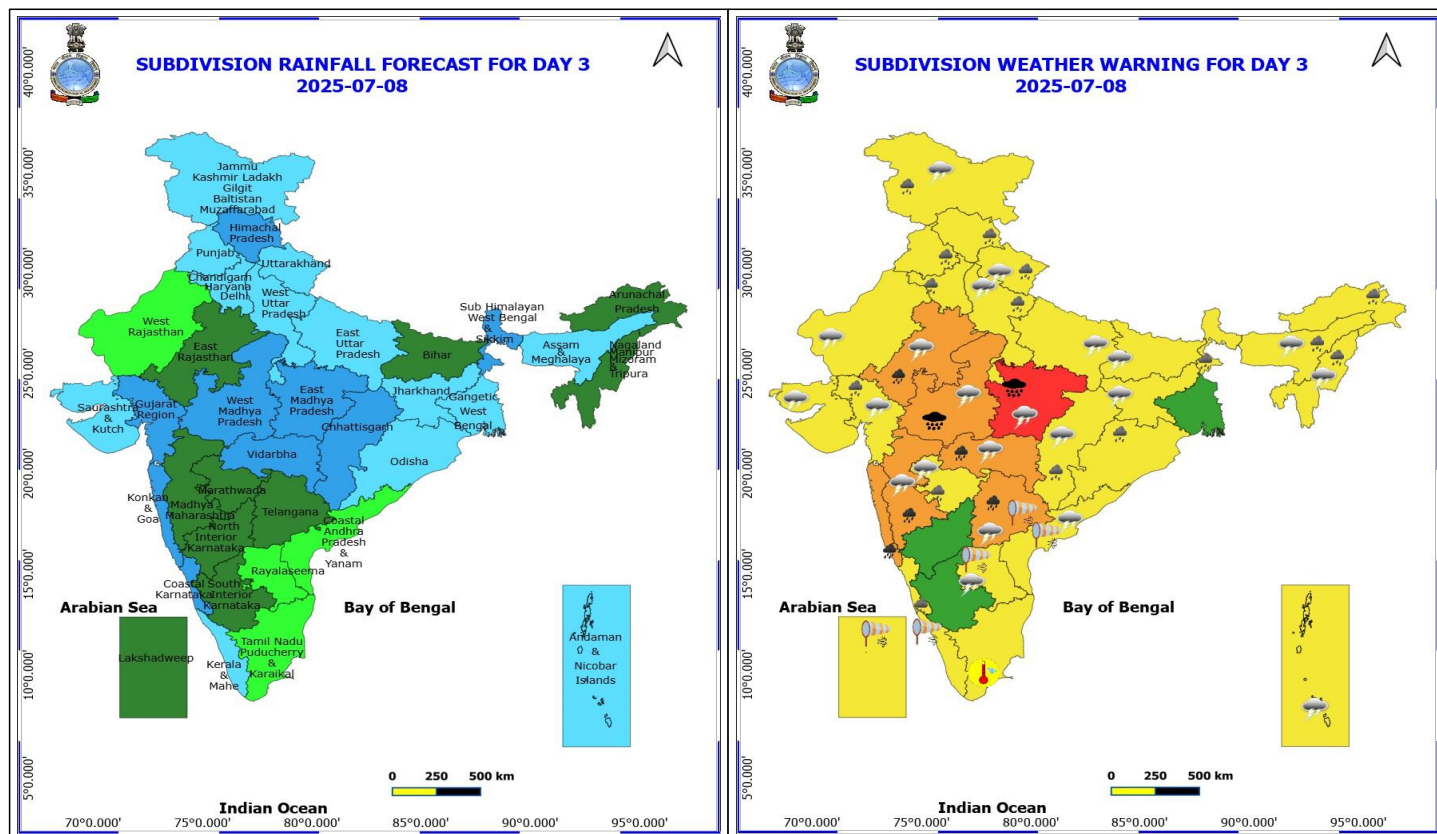 SUBDIVISION RAINFALL FORECAST FOR DAY 3
2025-07-08
40°0.000'
35°0.000'
30°0.000'
25°0.000'
20°0.000'
15°0.000'
10°0.000'
5°0.000'
Jammu
Kashmir Ladakh
Gilgit
Baltistan
Muzaffarabad
Himachal
Pradesh
Punjab
Uttarakhand
Chandigarh
Haryana
Delhi
West
Uttar
Pradesh
West
Rajasthan
East
Rajasthan
East
Uttar
Pradesh
Bihar
Sub Himalayan
West Bengal
&
Sikkim
Arunachal
Pradesh
Assam
&
Meghalaya
Nagaland
Manipur
Mizoram
&
Tripura
Jharkhand
Gangetic
West
Bengal
Saurashtra
&
Kutch
Gujarat
Region
West
Madhya
Pradesh
East
Madhya
Pradesh
Chhattisgarh
Vidarbha
Odisha
Konkan
&
Goa
Marathwada
Madhya
Maharashtra
North
Interior
Karnataka
Telangana
Coastal
Andhra
Pradesh
&
Yanam
Rayalaseema
Coastal
Karnataka
South
Interior
Karnataka
Arabian Sea
Bay of Bengal
Lakshadweep
Kerala
&
Mahe
Tamil Nadu
Puducherry
&
Karaikal
Andaman
&
Nicobar
Islands
0 250 500 km
Indian Ocean
70°0.000' 75°0.000' 80°0.000' 85°0.000' 90°0.000' 95°0.000'
SUBDIVISION WEATHER WARNING FOR DAY 3
2025-07-08
40°0.000'
35°0.000'
30°0.000'
25°0.000'
20°0.000'
15°0.000'
10°0.000'
5°0.000'
Arabian Sea
Bay of Bengal
0 250 500 km
Indian Ocean
70°0.000' 75°0.000' 80°0.000' 85°0.000' 90°0.000' 95°0.000'